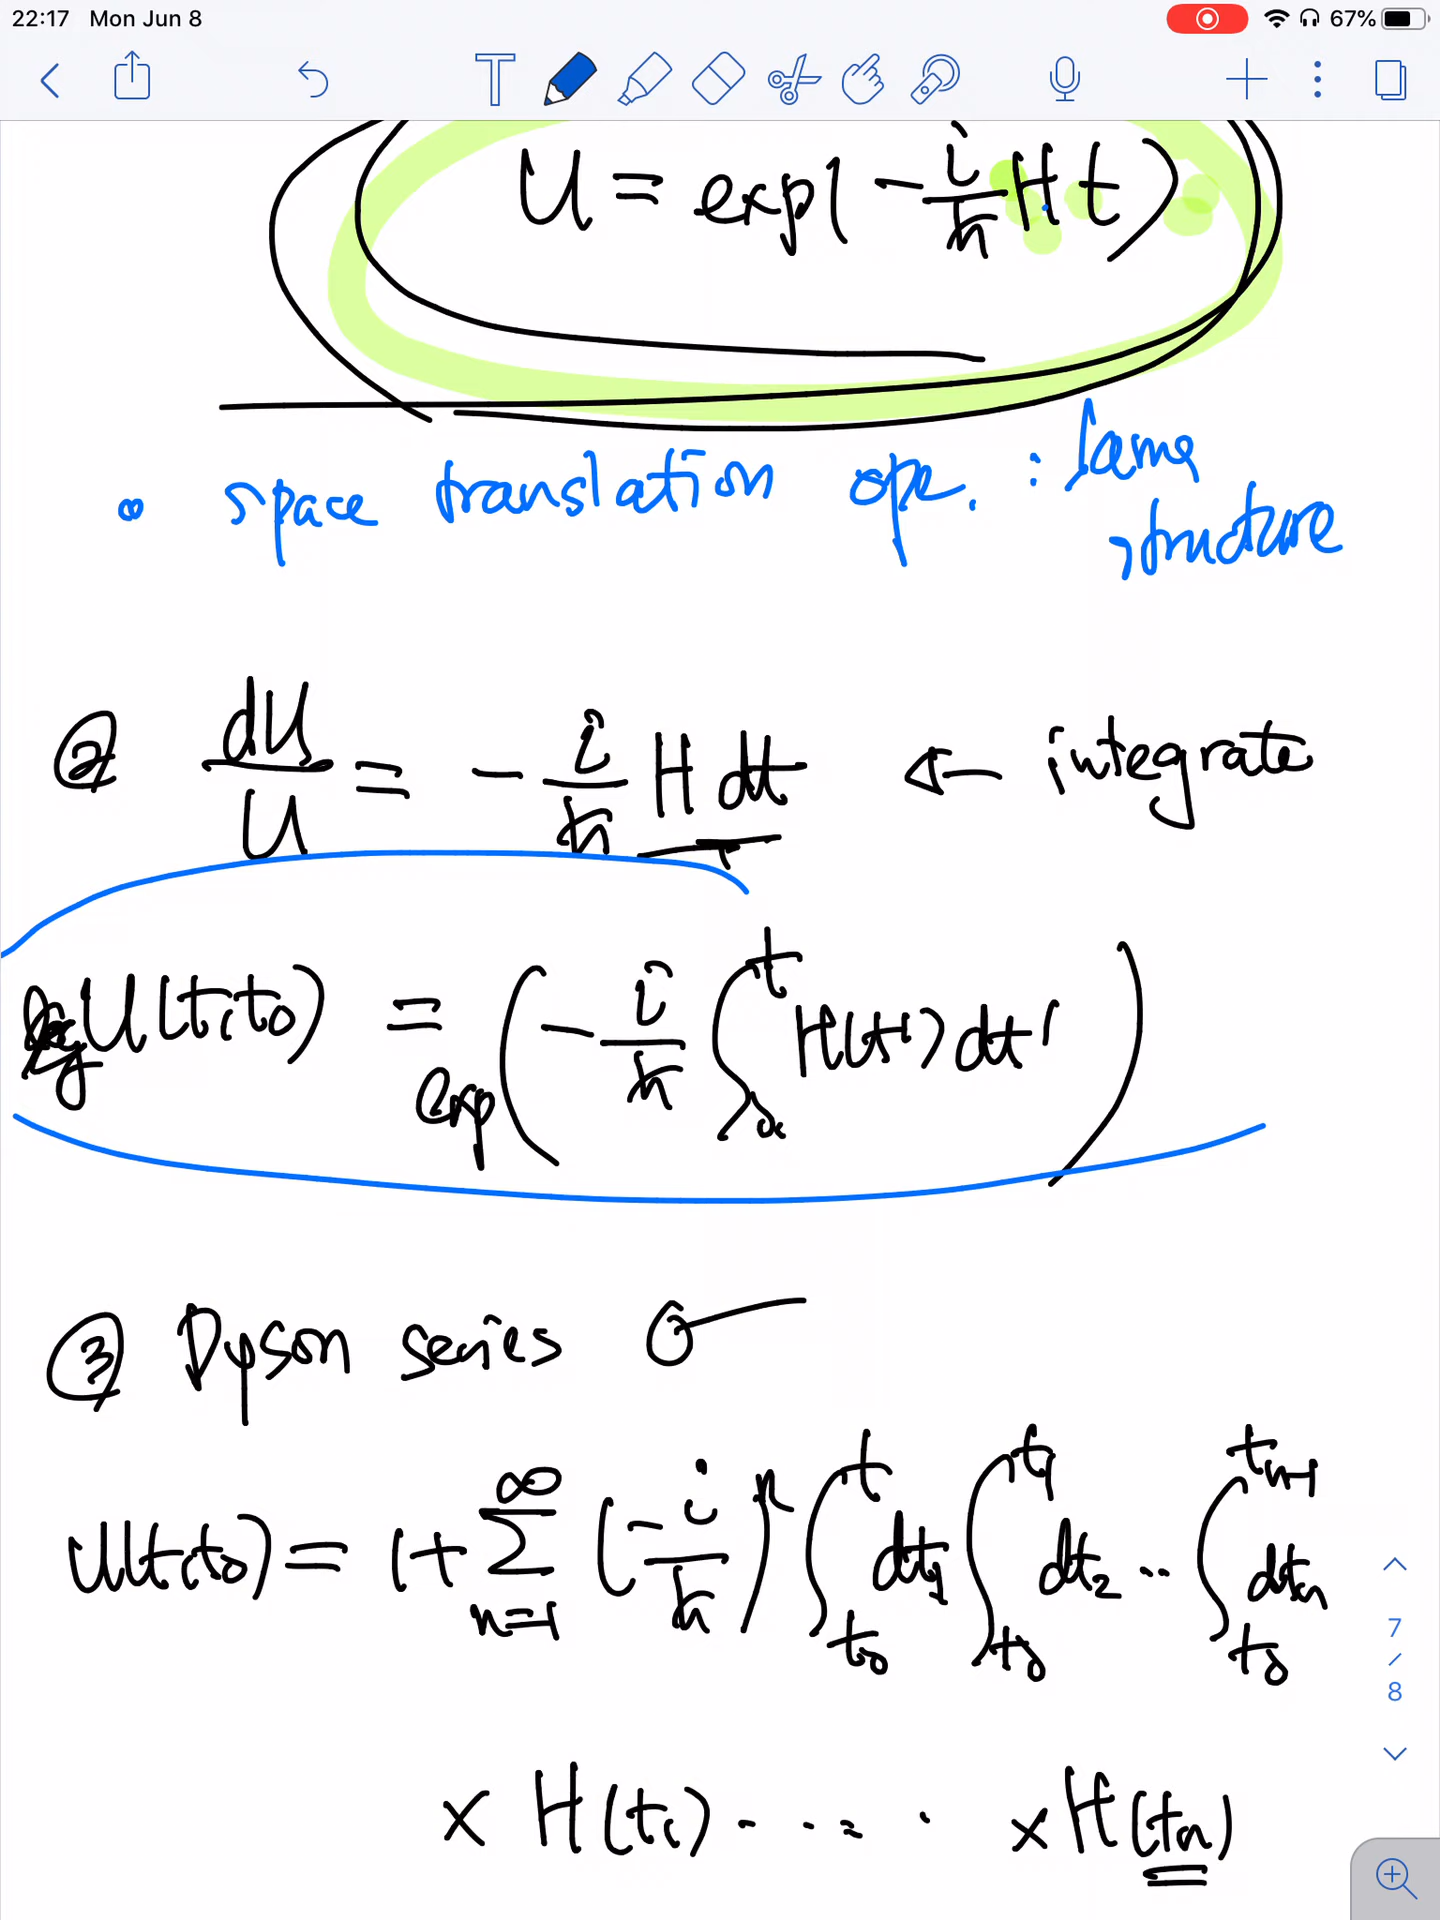 22:17 Mon Jun 8 67%
U = exp( - i/ħ H t )
• space translation ope. : same
structure
② dU/U = - i/ħ H dt ← integrate
U(t, t₀) = exp( - i/ħ ∫ᵗ H(t') dt' )
③ Dyson series
U(t, t₀) = 1 + ∑_{n=1}^{∞} ( -i/ħ )ⁿ ∫_{t₀}^{t} dt₁ ∫_{t₀}^{t₁} dt₂ ... ∫_{t₀}^{t_{n-1}} dt_n
7
/
8
× H(t₁) ..... × H(t_n)